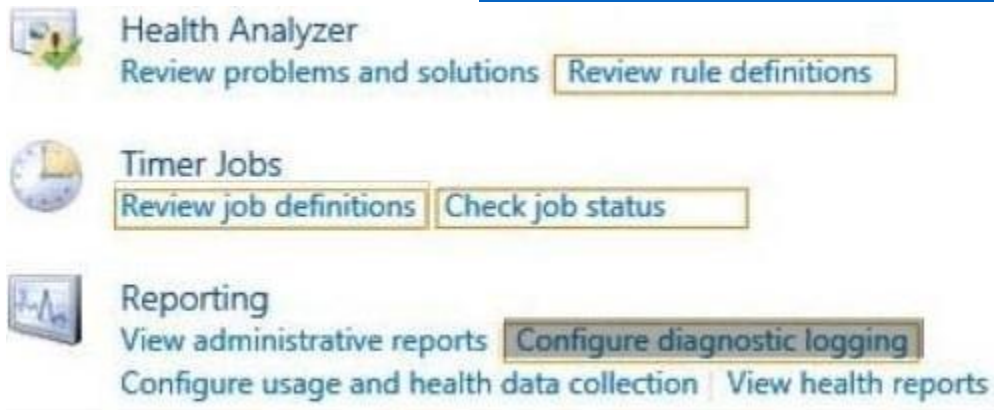 Health Analyzer
Review problems and solutions Review rule definitions
Timer Jobs
Review job definitions Check job status
Reporting
View administrative reports Configure diagnostic logging
Configure usage and health data collection View health reports